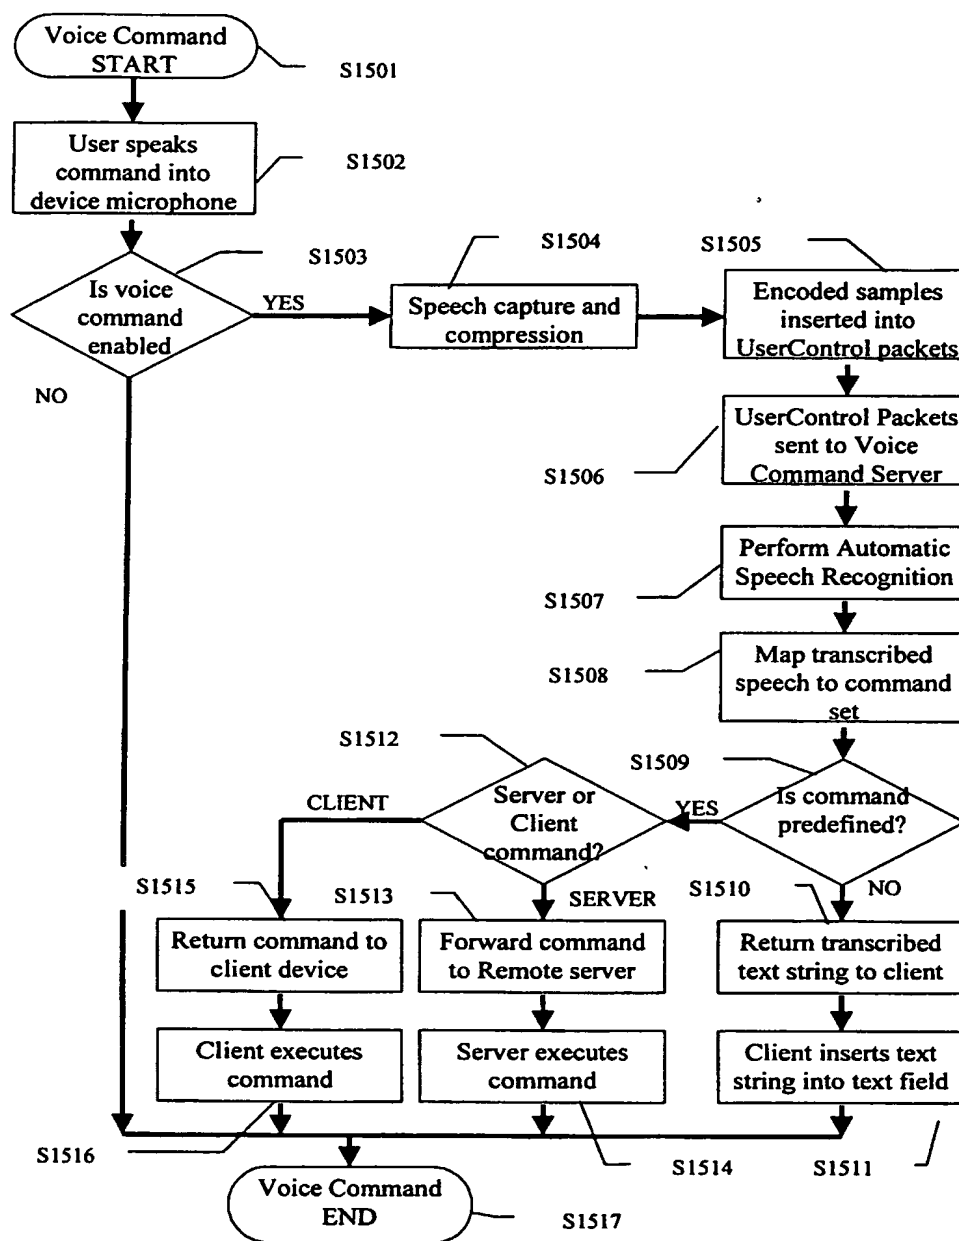 Voice Command
START
S1501
User speaks
command into
device microphone
S1502
Is voice
command
enabled
S1503
YES
NO
Speech capture and
compression
S1504
Encoded samples
inserted into
UserControl packets
S1505
UserControl Packets
sent to Voice
Command Server
S1506
Perform Automatic
Speech Recognition
S1507
Map transcribed
speech to command
set
S1508
Is command
predefined?
S1509
YES
NO
Server or
Client
command?
S1512
CLIENT
SERVER
Return command to
client device
S1515
Forward command
to Remote server
S1513
Return transcribed
text string to client
S1510
Client executes
command
S1516
Server executes
command
S1514
Client inserts text
string into text field
S1511
Voice Command
END
S1517